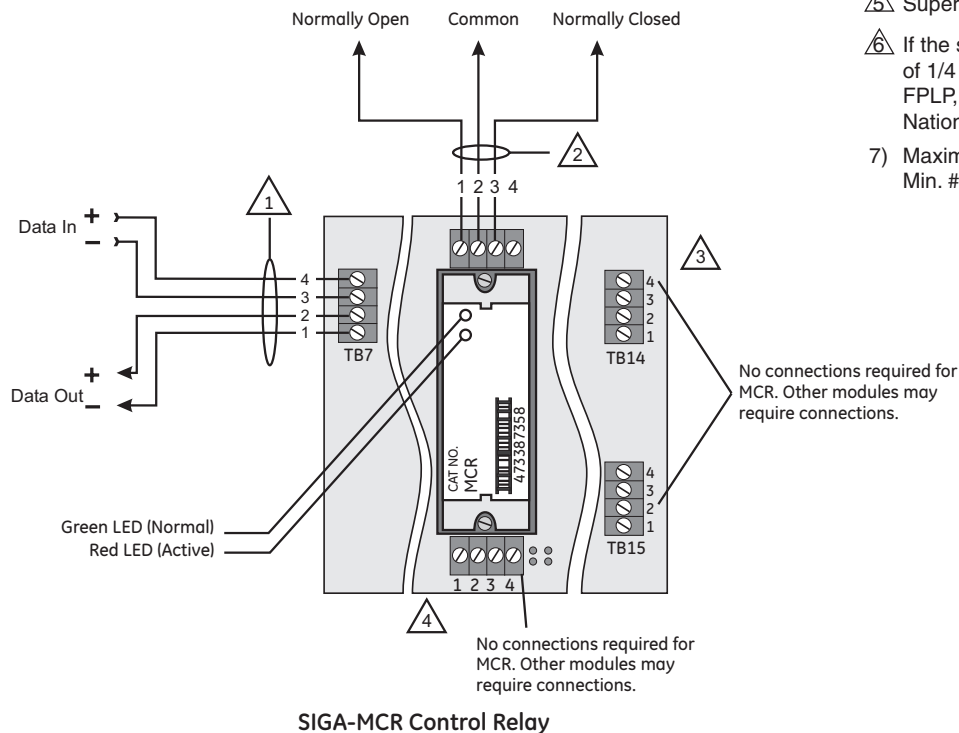 Normally Open Common Normally Closed
5 Super
6 If the s
of 1/4
FPLP,
Nation
7) Maxim
Min. #
2
1 2 3 4
1
Data In + –
4
3
2
1
TB7
Data Out + –
3
4
3
2
1
TB14
No connections required for
MCR. Other modules may
require connections.
CAT NO.
MCR
473387358
4
3
2
1
TB15
Green LED (Normal)
Red LED (Active)
1 2 3 4
4
No connections required for
MCR. Other modules may
require connections.
SIGA-MCR Control Relay